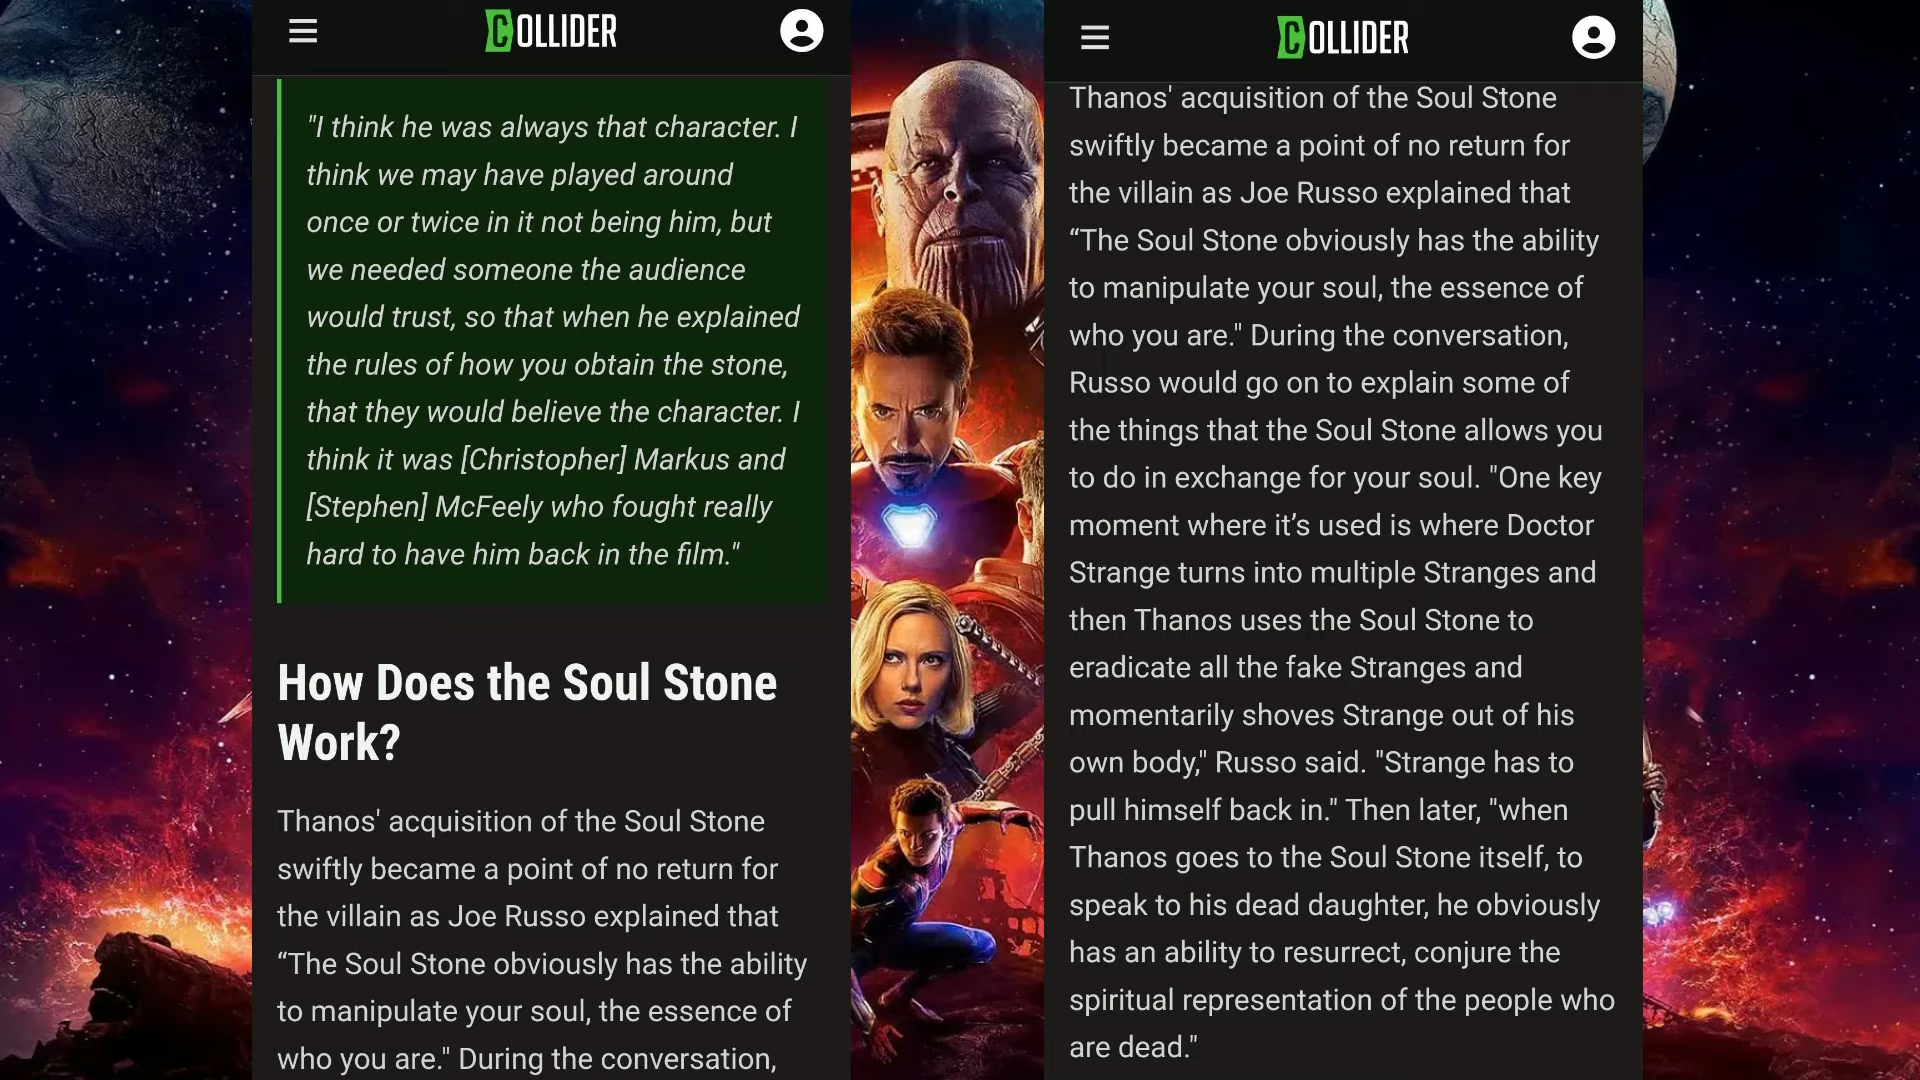 COLLIDER
"I think he was always that character. I
think we may have played around
once or twice in it not being him, but
we needed someone the audience
would trust, so that when he explained
the rules of how you obtain the stone,
that they would believe the character. I
think it was [Christopher] Markus and
[Stephen] McFeely who fought really
hard to have him back in the film."
How Does the Soul Stone
Work?
Thanos' acquisition of the Soul Stone
swiftly became a point of no return for
the villain as Joe Russo explained that
“The Soul Stone obviously has the ability
to manipulate your soul, the essence of
who you are." During the conversation,
COLLIDER
Thanos' acquisition of the Soul Stone
swiftly became a point of no return for
the villain as Joe Russo explained that
“The Soul Stone obviously has the ability
to manipulate your soul, the essence of
who you are." During the conversation,
Russo would go on to explain some of
the things that the Soul Stone allows you
to do in exchange for your soul. "One key
moment where it’s used is where Doctor
Strange turns into multiple Stranges and
then Thanos uses the Soul Stone to
eradicate all the fake Stranges and
momentarily shoves Strange out of his
own body," Russo said. "Strange has to
pull himself back in." Then later, "when
Thanos goes to the Soul Stone itself, to
speak to his dead daughter, he obviously
has an ability to resurrect, conjure the
spiritual representation of the people who
are dead."